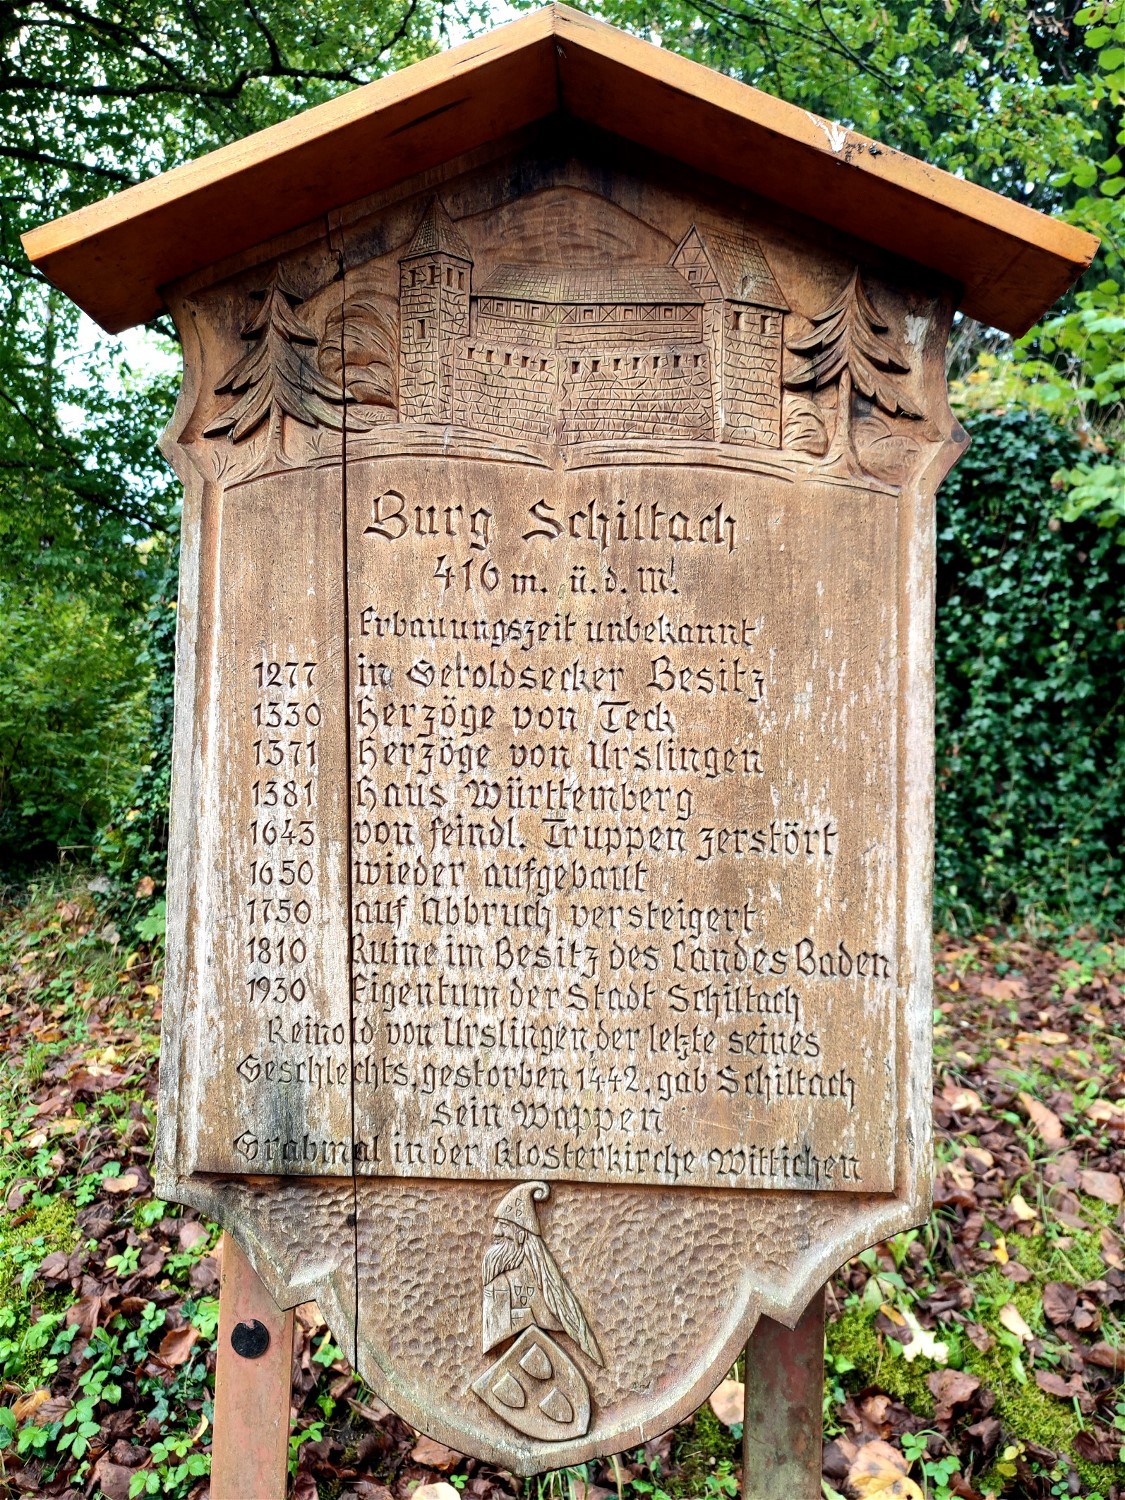 Burg Schiltach
416 m. ü. d. M.
Erbauungszeit unbekannt
1277 in Geroldsecker Besitz
1330 Herzöge von Teck
1371 Herzöge von Urslingen
1381 Haus Württemberg
1643 von feindl. Truppen zerstört
1650 wieder aufgebaut
1750 auf Abbruch versteigert
1810 Ruine im Besitz des Landes Baden
1930 Eigentum der Stadt Schiltach
Reinold von Urslingen, der letzte seines
Geschlechts, gestorben 1442, gab Schiltach
sein Wappen
Grabmal in der Klosterkirche Wittichen